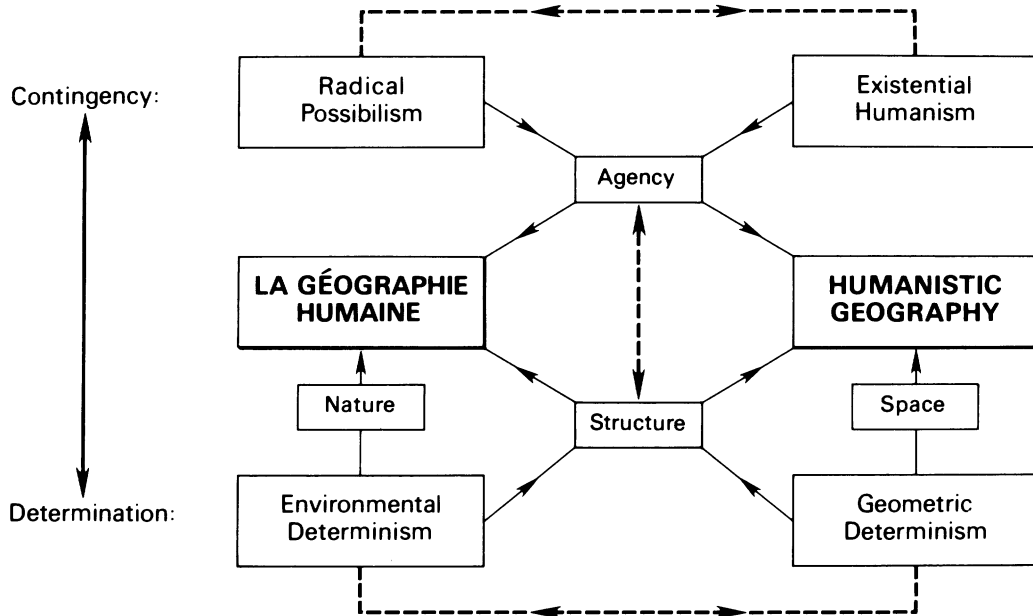 Contingency:
Radical
Possibilism
Existential
Humanism
Agency
LA GÉOGRAPHIE
HUMAINE
HUMANISTIC
GEOGRAPHY
Nature
Structure
Space
Determination:
Environmental
Determinism
Geometric
Determinism